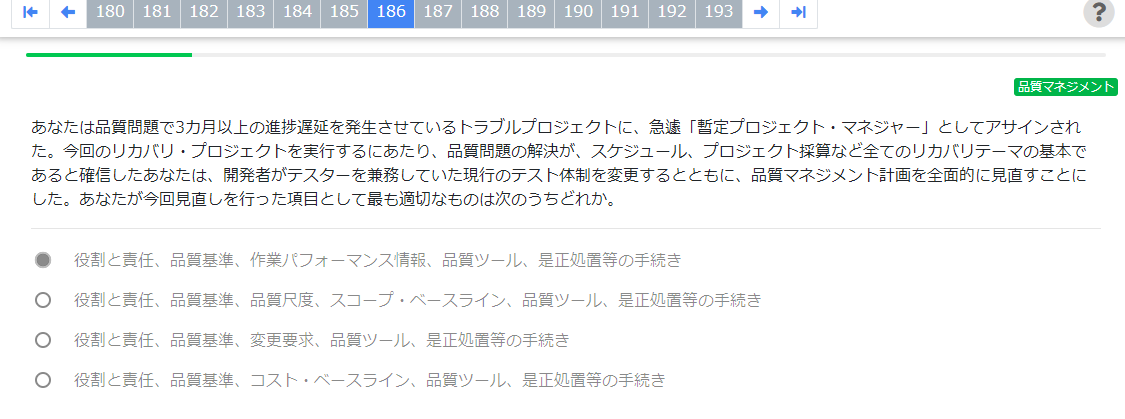 180 181 182 183 184 185 186 187 188 189 190 191 192 193 ?
品質マネジメント
あなたは品質問題で3カ月以上の進捗遅延を発生させているトラブルプロジェクトに、急遽「暫定プロジェクト・マネジャー」としてアサインされ
た。今回のリカバリ・プロジェクトを実行するにあたり、品質問題の解決が、スケジュール、プロジェクト採算など全てのリカバリテーマの基本で
あると確信したあなたは、開発者がテスターを兼務していた現行のテスト体制を変更するとともに、品質マネジメント計画を全面的に見直すことに
した。あなたが今回見直しを行った項目として最も適切なものは次のうちどれか。
役割と責任、品質基準、作業パフォーマンス情報、品質ツール、是正処置等の手続き
役割と責任、品質基準、品質尺度、スコープ・ベースライン、品質ツール、是正処置等の手続き
役割と責任、品質基準、変更要求、品質ツール、是正処置等の手続き
役割と責任、品質基準、コスト・ベースライン、品質ツール、是正処置等の手続き